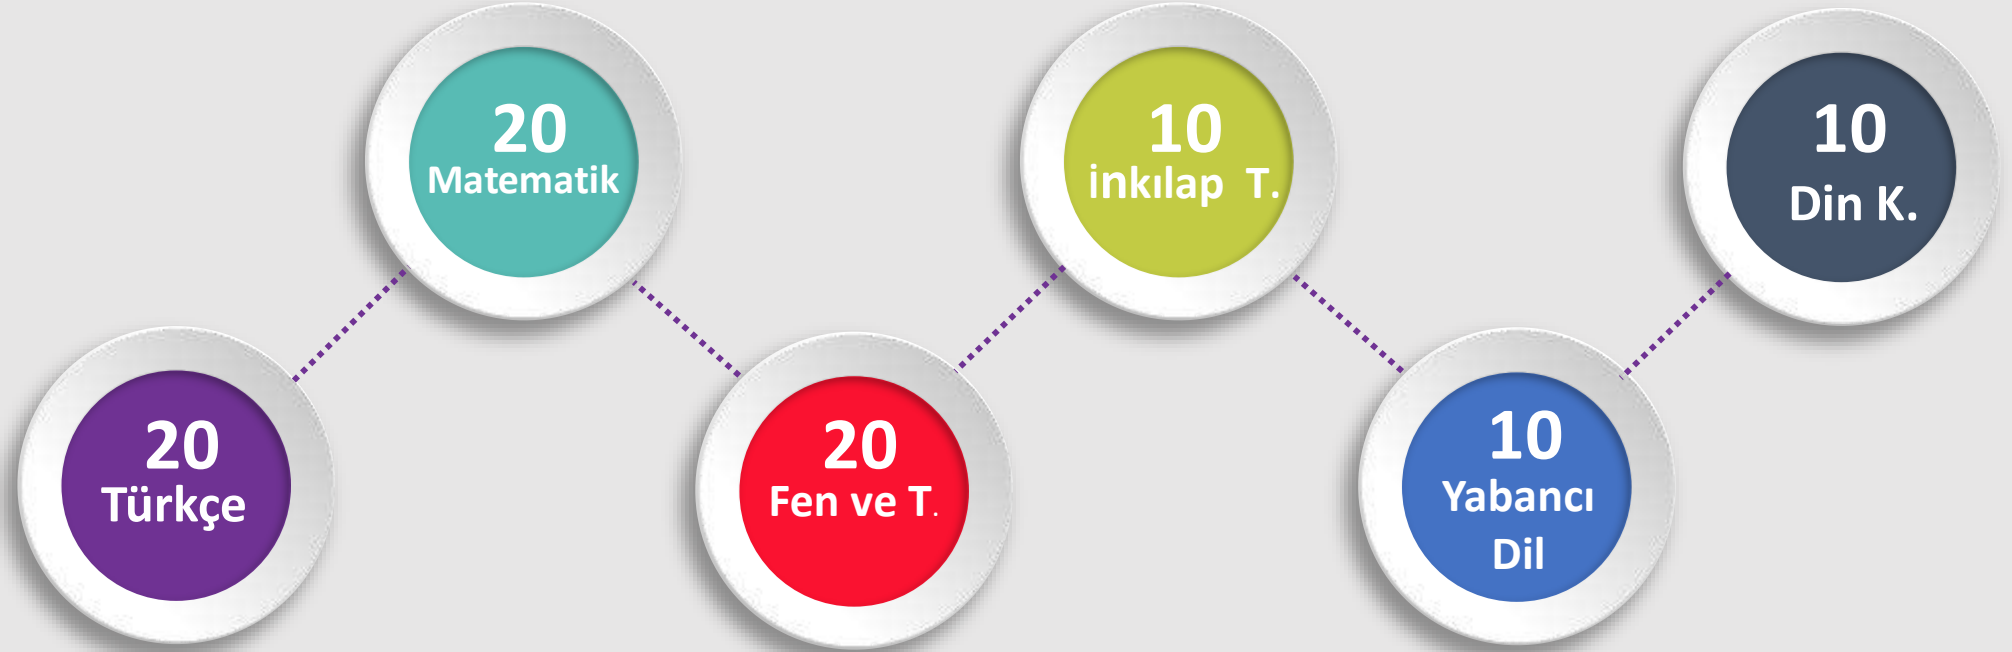 20
Türkçe
20
Matematik
20
Fen ve T.
10
inkılap T.
10
Yabancı
Dil
10
Din K.